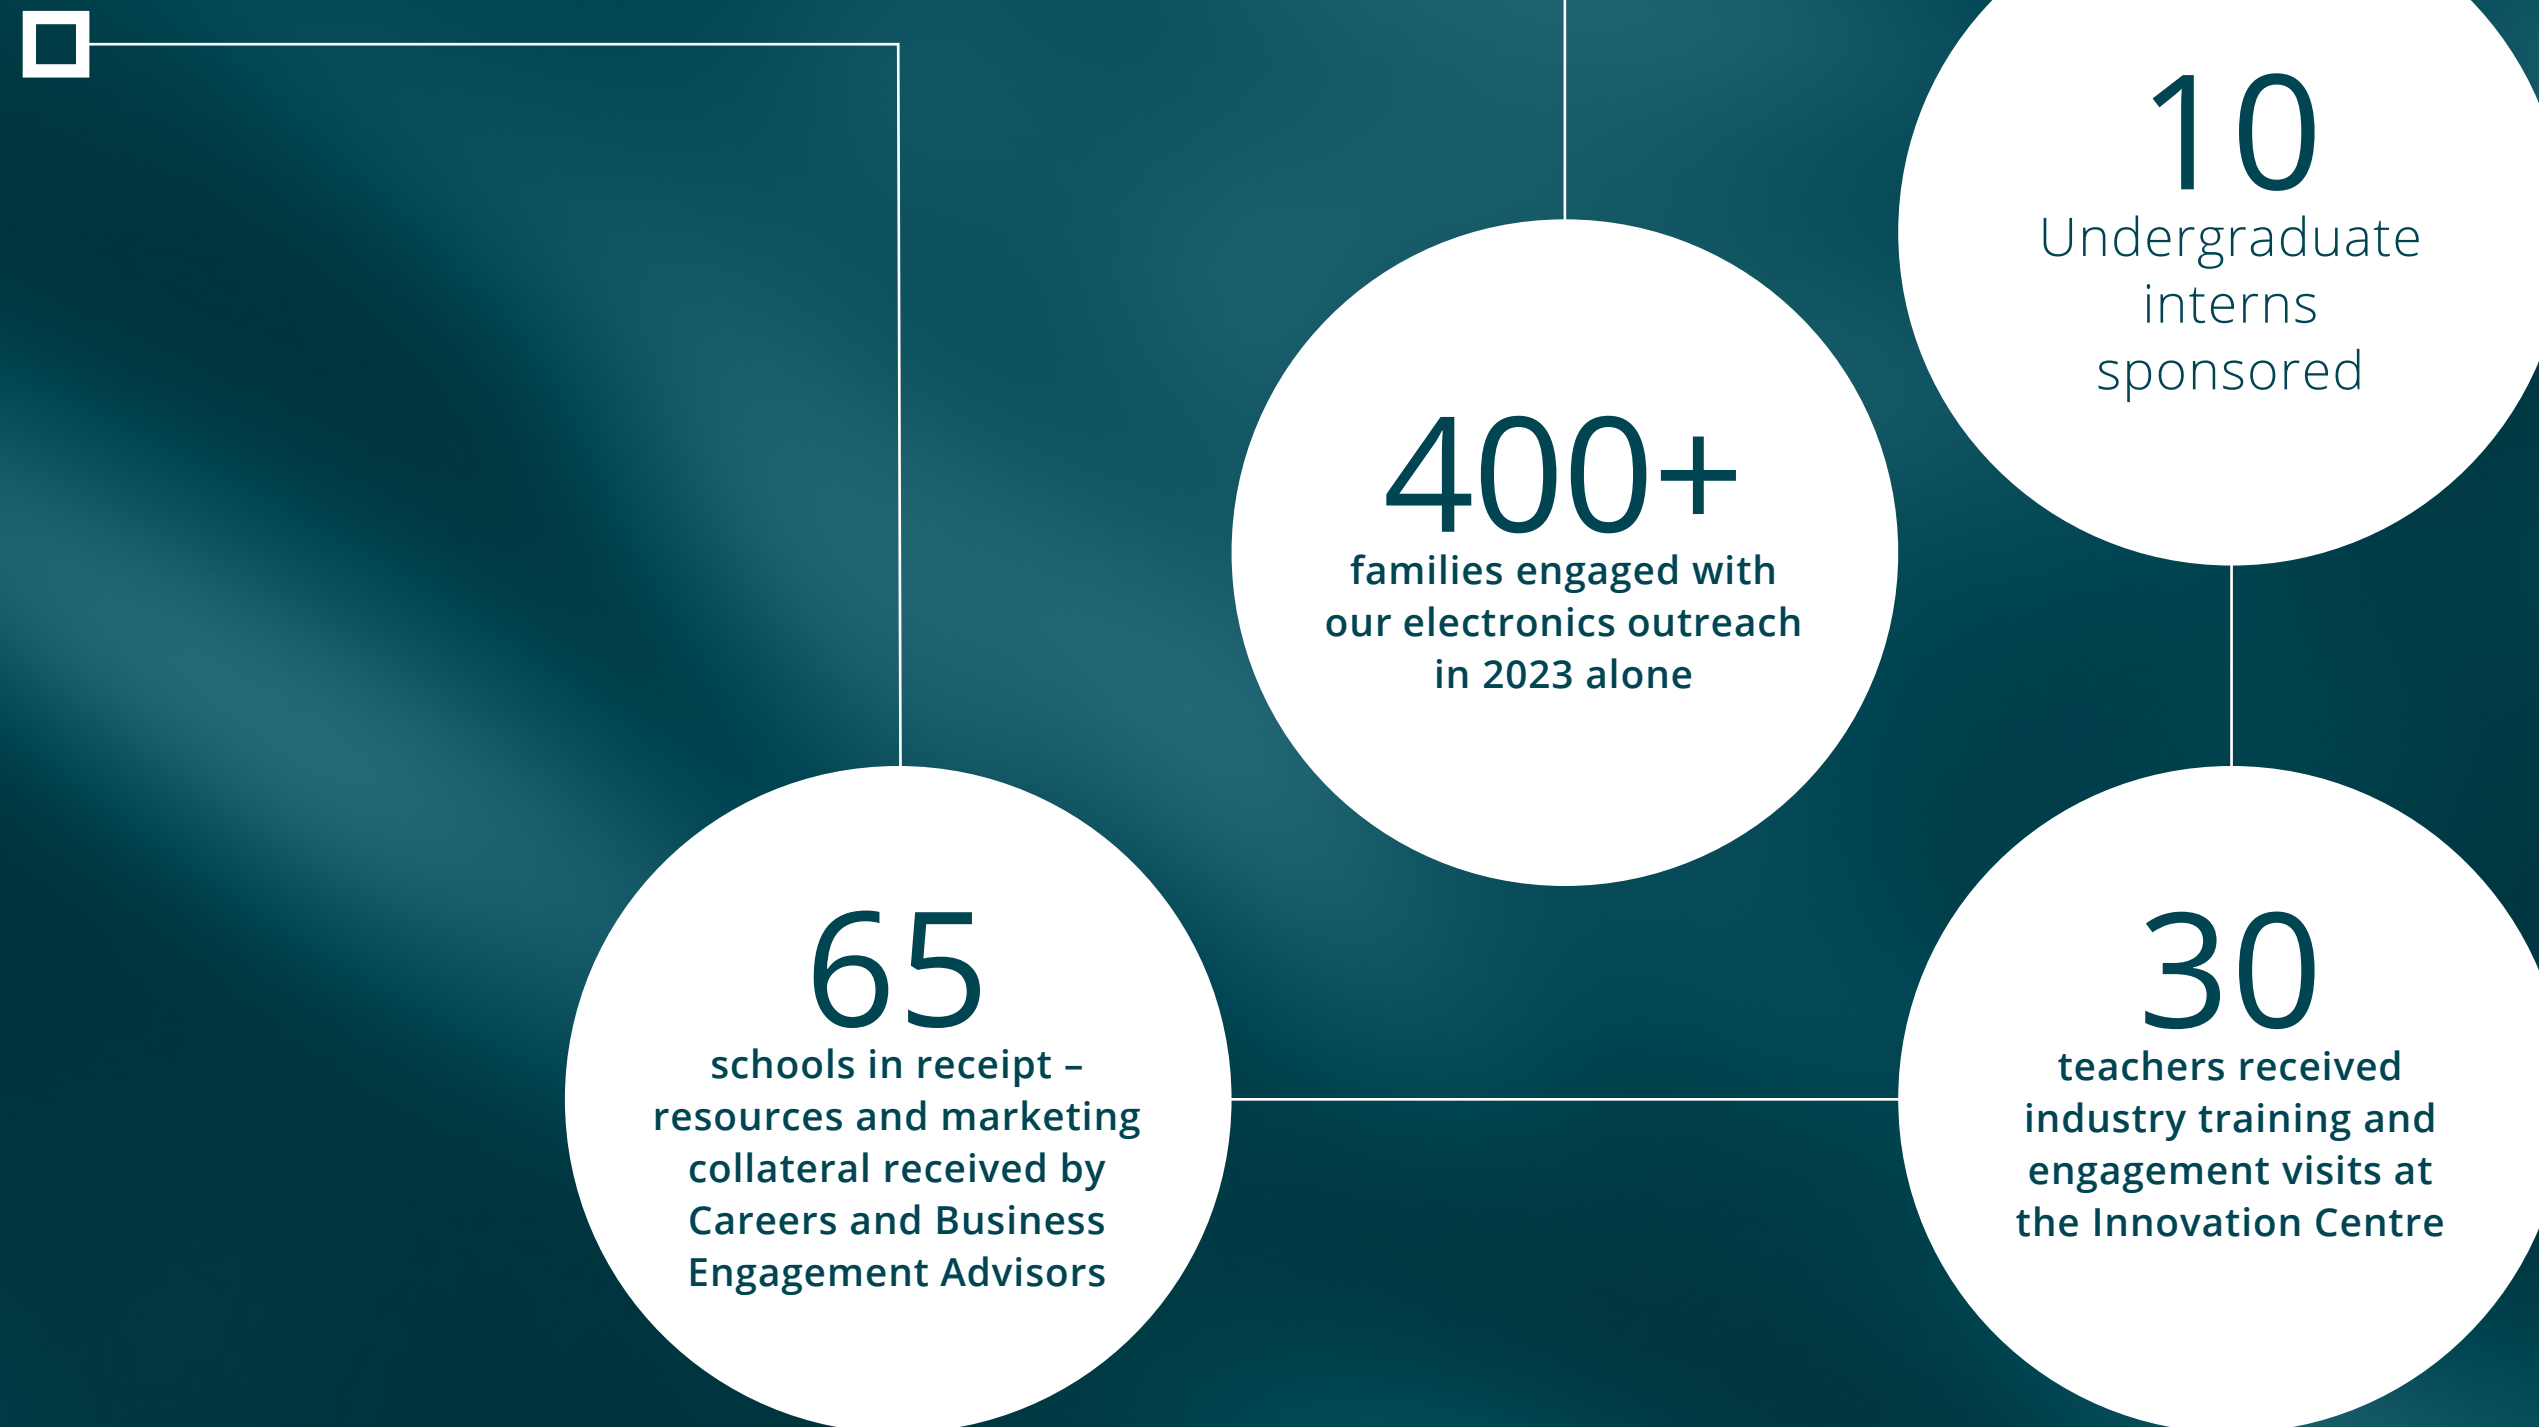 10
Undergraduate
interns
sponsored
400+
families engaged with
our electronics outreach
in 2023 alone
65
schools in receipt –
resources and marketing
collateral received by
Careers and Business
Engagement Advisors
30
teachers received
industry training and
engagement visits at
the Innovation Centre